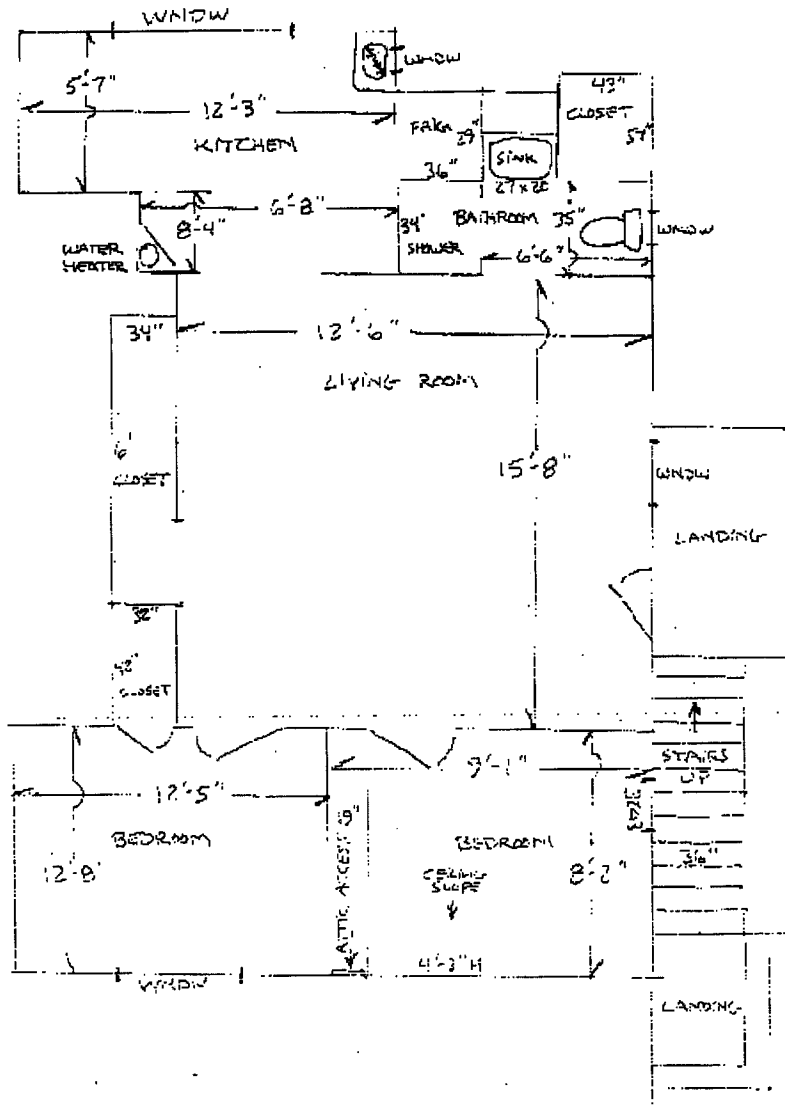 WNDW
WNDW
5'-7"
12'-3"
KITCHEN
43"
CLOSET
57"
29"
SINK
27x20
36"
6'-8"
8'-4"
WATER
HEATER
34"
SHOWER
BATHROOM
35"
6'-6"
WNDW
34"
12'-6"
LIVING ROOM
6'
CLOSET
15'-8"
WNDW
LANDING
32"
42"
CLOSET
STAIRS
UP
9'-1"
12'-5"
BEDROOM
12'-8'
ATTIC ACCESS
BEDROOM
CEILING
SLOPE
8'-2"
36"
4'-3"H
WNDW
LANDING